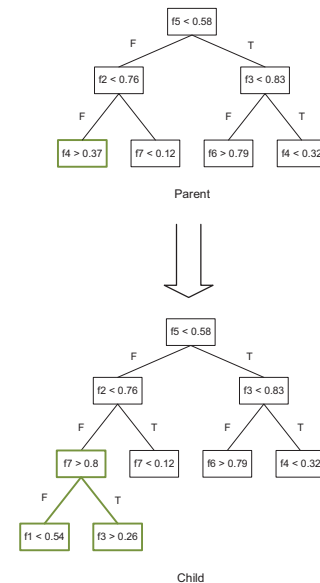 f5 < 0.58
F T
f2 < 0.76 f3 < 0.83
F F T
f4 > 0.37 f7 < 0.12 f6 > 0.79 f4 < 0.32
Parent
f5 < 0.58
F T
f2 < 0.76 f3 < 0.83
F T F T
f7 > 0.8 f7 < 0.12 f6 > 0.79 f4 < 0.32
F T
f1 < 0.54 f3 > 0.26
Child